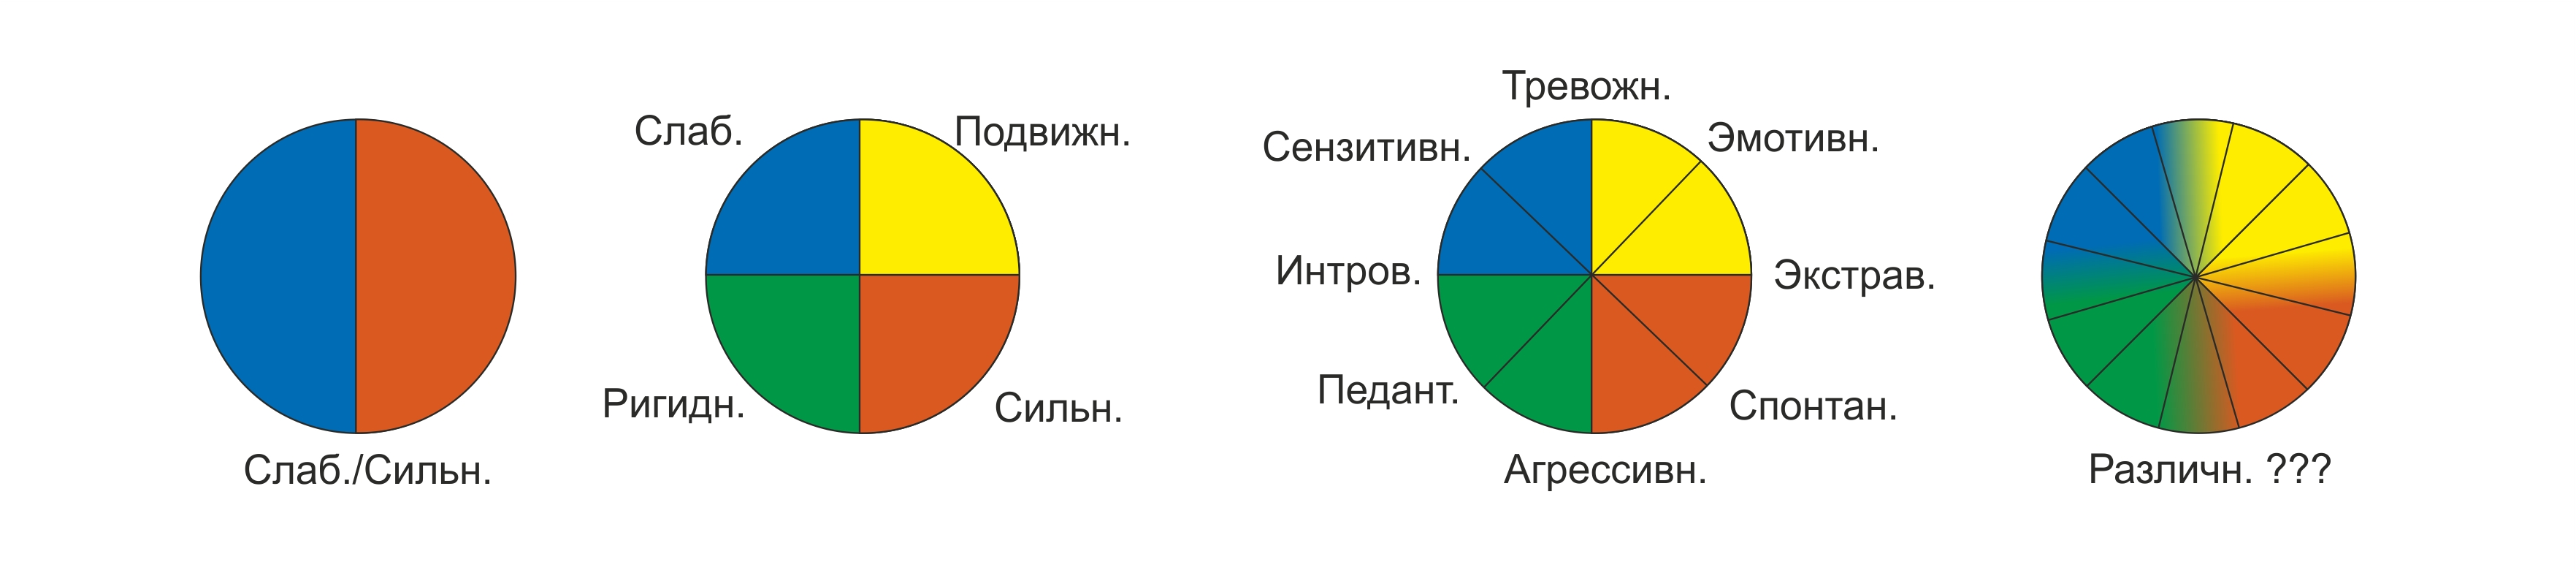 Слаб./Сильн.
Слаб.
Подвижн.
Ригидн.
Сильн.
Тревожн.
Сензитивн.
Эмотивн.
Интров.
Экстрав.
Педант.
Спонтан.
Агрессивн.
Различн. ???